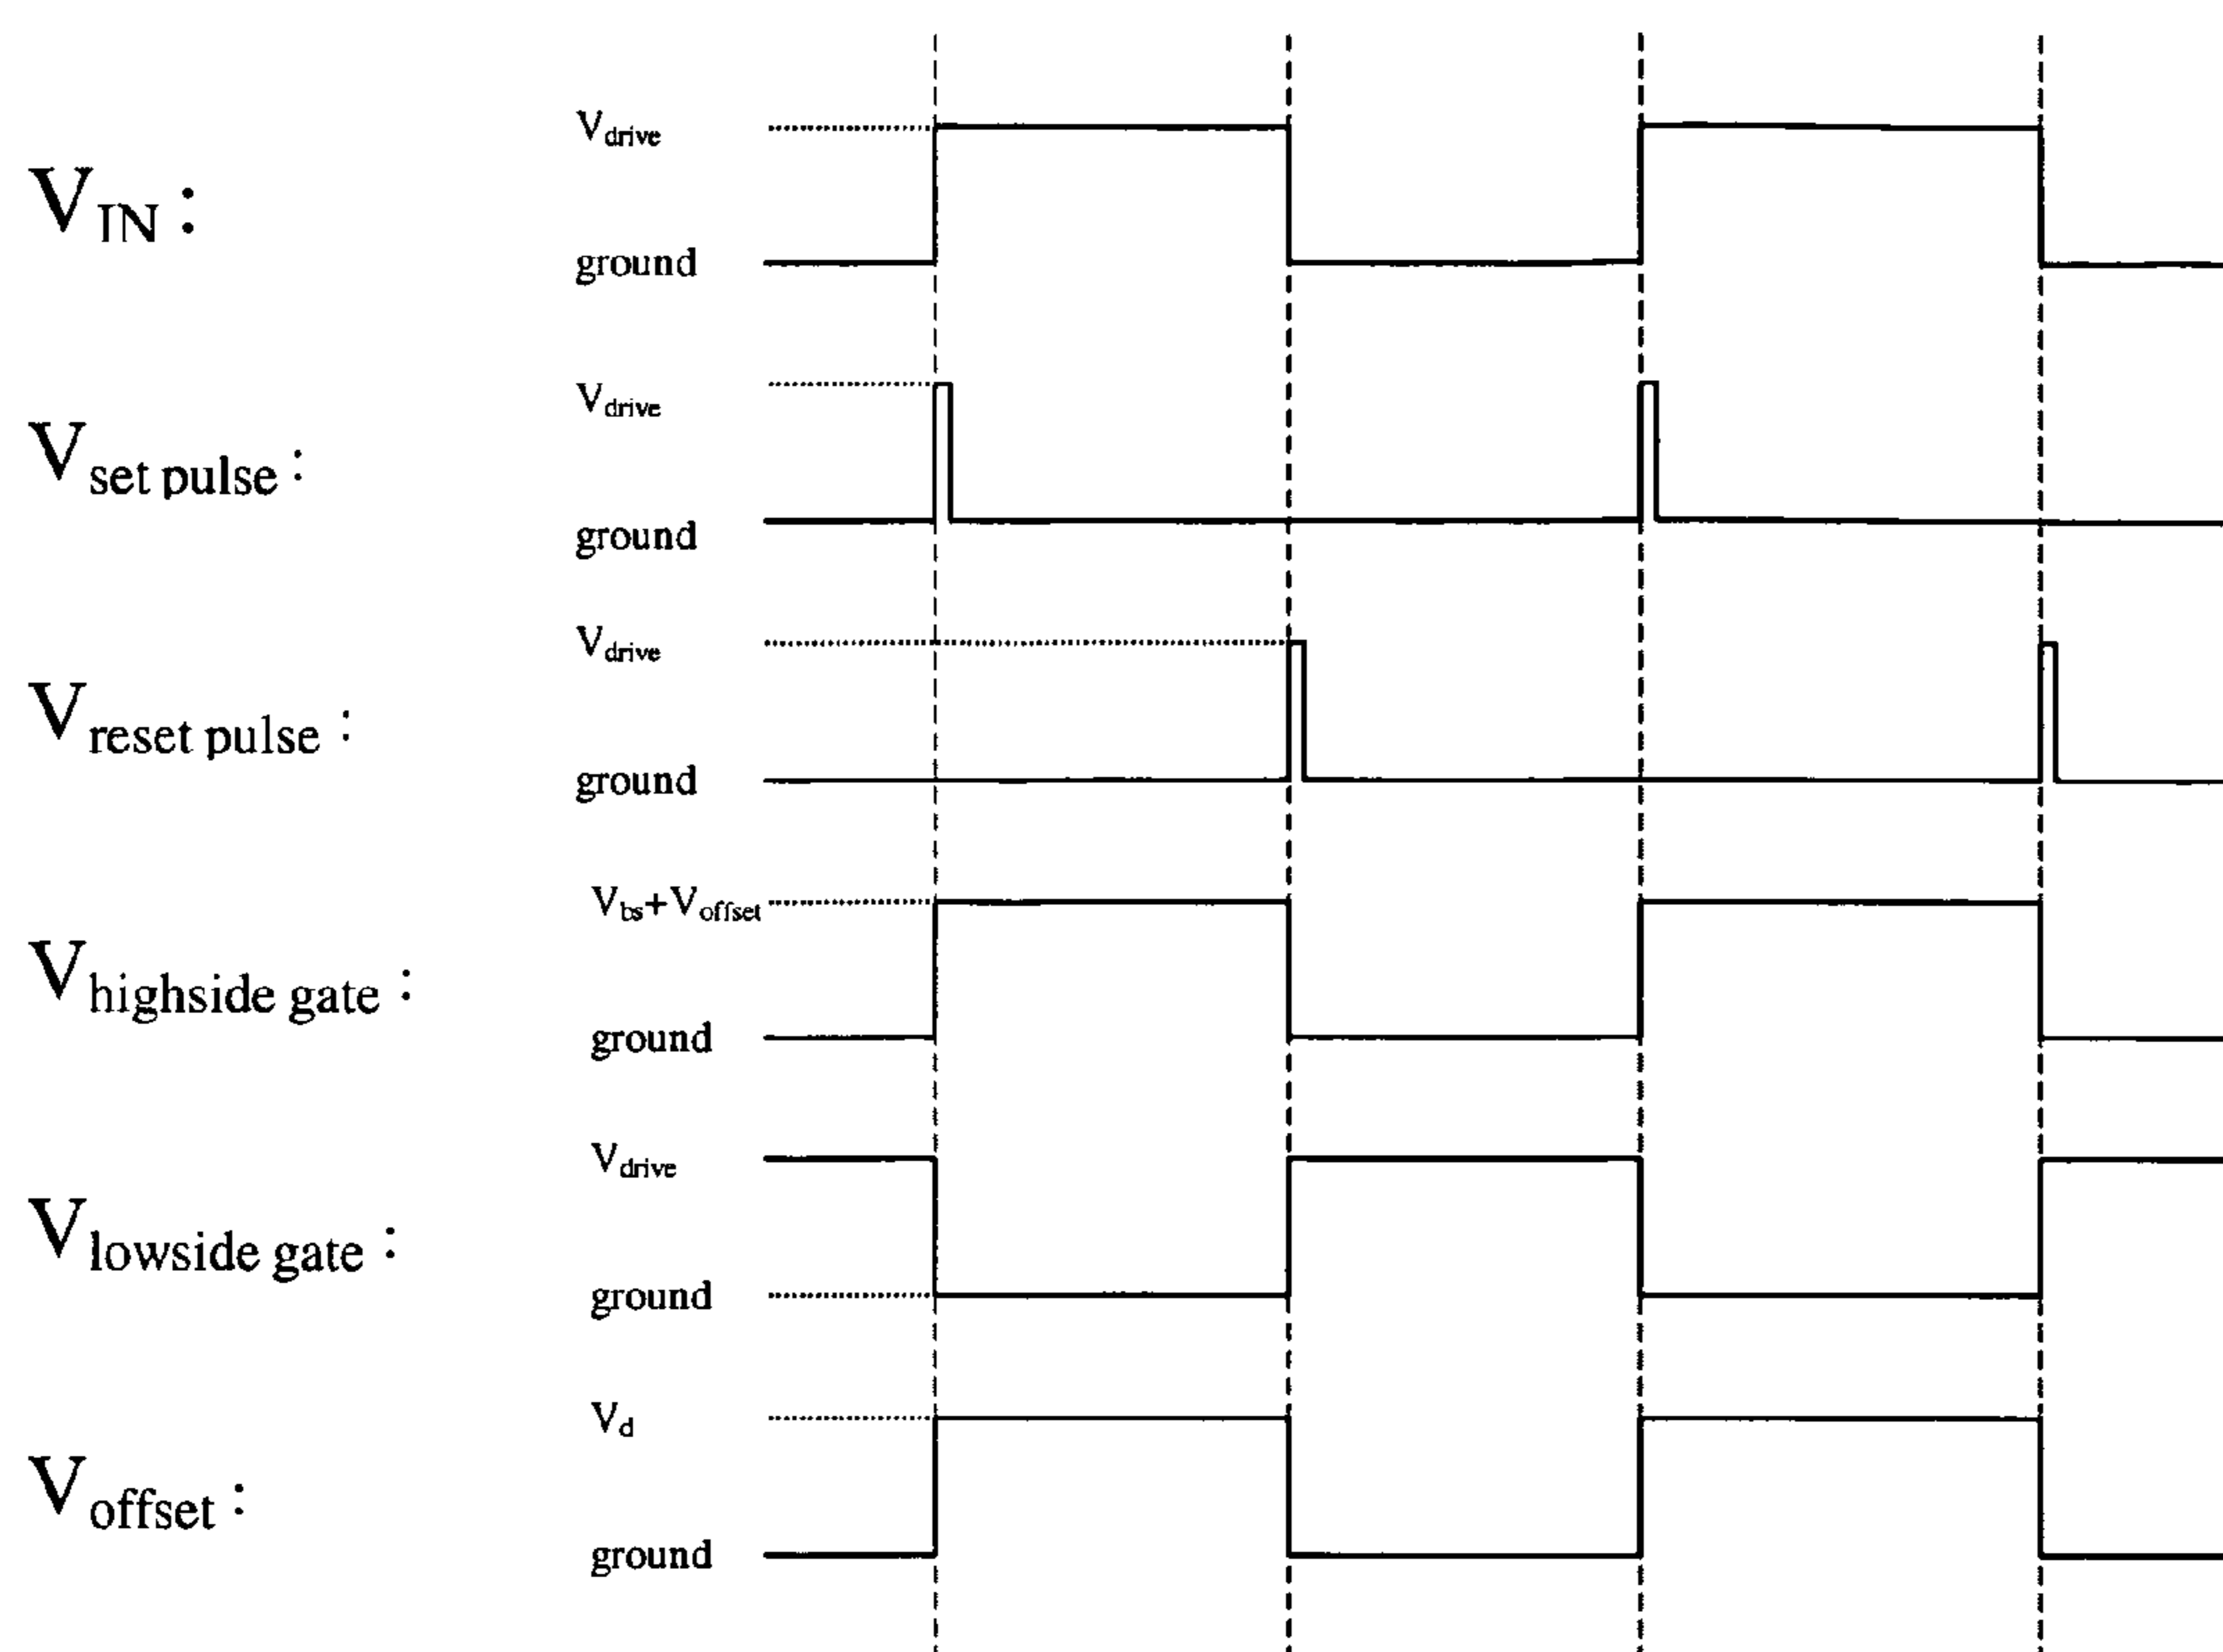 V_drive
V_IN :
ground
V_drive
V_set pulse :
ground
V_drive
V_reset pulse :
ground
V_bs+V_offset
V_highside gate :
ground
V_drive
V_lowside gate :
ground
V_d
V_offset :
ground